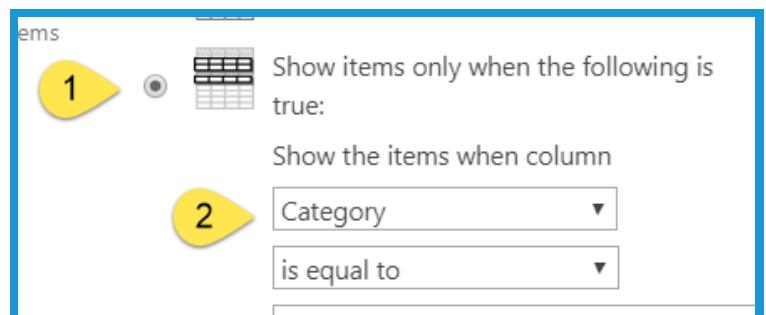 ems
1
Show items only when the following is
true:
Show the items when column
2
Category
is equal to